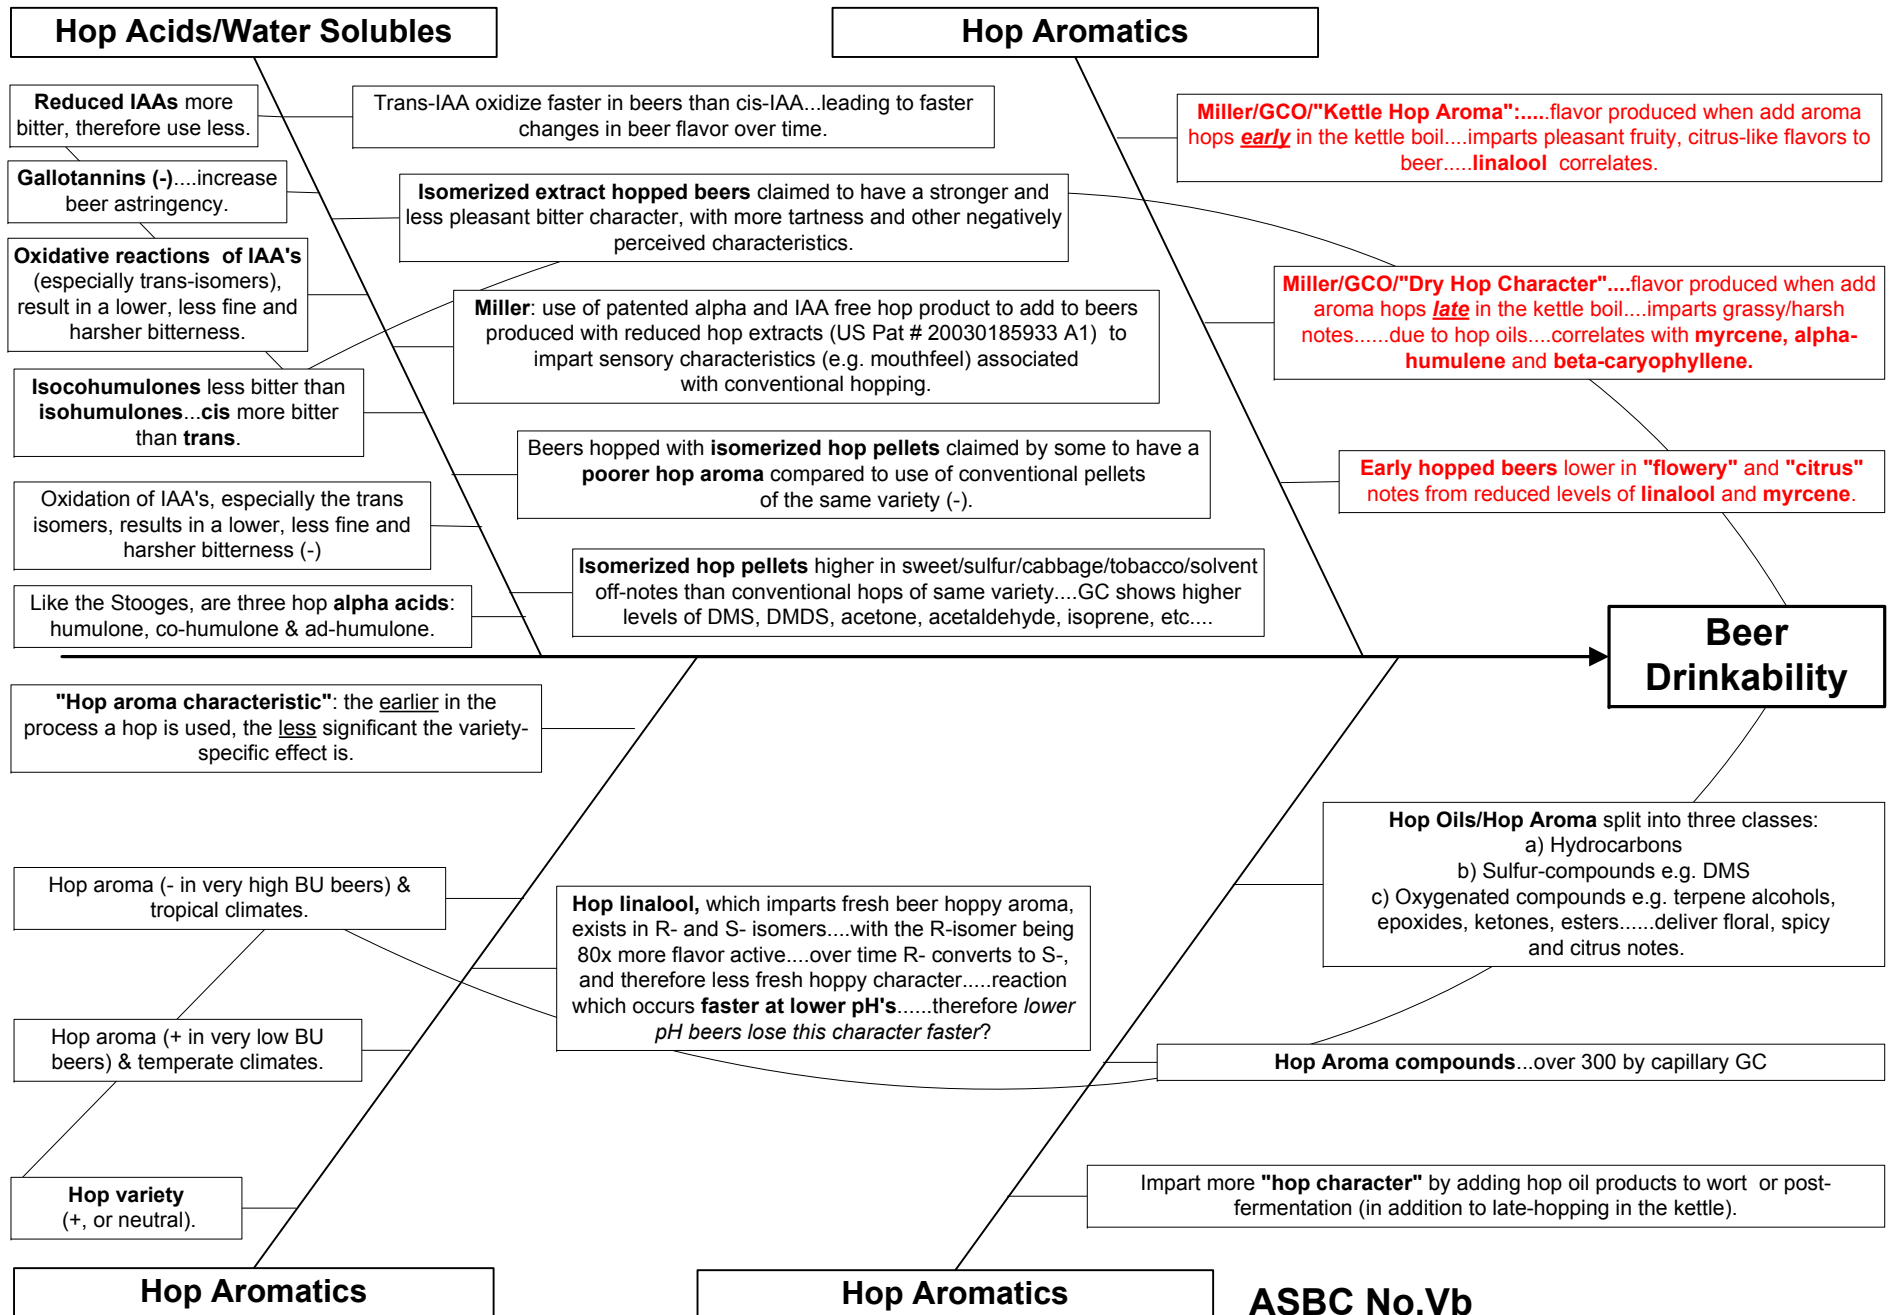 Hop Acids/Water Solubles
Hop Aromatics
Reduced IAAs more
bitter, therefore use less.
Trans-IAA oxidize faster in beers than cis-IAA...leading to faster
changes in beer flavor over time.
Miller/GCO/"Kettle Hop Aroma":.....flavor produced when add aroma
hops early in the kettle boil....imparts pleasant fruity, citrus-like flavors to
beer.....linalool correlates.
Gallotannins (-)....increase
beer astringency.
Isomerized extract hopped beers claimed to have a stronger and
less pleasant bitter character, with more tartness and other negatively
perceived characteristics.
Oxidative reactions of IAA's
(especially trans-isomers),
result in a lower, less fine and
harsher bitterness.
Miller: use of patented alpha and IAA free hop product to add to beers
produced with reduced hop extracts (US Pat # 20030185933 A1) to
impart sensory characteristics (e.g. mouthfeel) associated
with conventional hopping.
Miller/GCO/"Dry Hop Character"....flavor produced when add
aroma hops late in the kettle boil....imparts grassy/harsh
notes......due to hop oils....correlates with myrcene, alpha-
humulene and beta-caryophyllene.
Isocohumulones less bitter than
isohumulones...cis more bitter
than trans.
Beers hopped with isomerized hop pellets claimed by some to have a
poorer hop aroma compared to use of conventional pellets
of the same variety (-).
Early hopped beers lower in "flowery" and "citrus"
notes from reduced levels of linalool and myrcene.
Oxidation of IAA's, especially the trans
isomers, results in a lower, less fine and
harsher bitterness (-)
Isomerized hop pellets higher in sweet/sulfur/cabbage/tobacco/solvent
off-notes than conventional hops of same variety....GC shows higher
levels of DMS, DMDS, acetone, acetaldehyde, isoprene, etc....
Like the Stooges, are three hop alpha acids:
humulone, co-humulone & ad-humulone.
Beer
Drinkability
"Hop aroma characteristic": the earlier in the
process a hop is used, the less significant the variety-
specific effect is.
Hop Oils/Hop Aroma split into three classes:
a) Hydrocarbons
b) Sulfur-compounds e.g. DMS
c) Oxygenated compounds e.g. terpene alcohols,
epoxides, ketones, esters......deliver floral, spicy
and citrus notes.
Hop aroma (- in very high BU beers) &
tropical climates.
Hop linalool, which imparts fresh beer hoppy aroma,
exists in R- and S- isomers....with the R-isomer being
80x more flavor active....over time R- converts to S-,
and therefore less fresh hoppy character.....reaction
which occurs faster at lower pH's......therefore lower
pH beers lose this character faster?
Hop aroma (+ in very low BU
beers) & temperate climates.
Hop Aroma compounds...over 300 by capillary GC
Hop variety
(+, or neutral).
Impart more "hop character" by adding hop oil products to wort or post-
fermentation (in addition to late-hopping in the kettle).
Hop Aromatics
Hop Aromatics
ASBC No.Vb